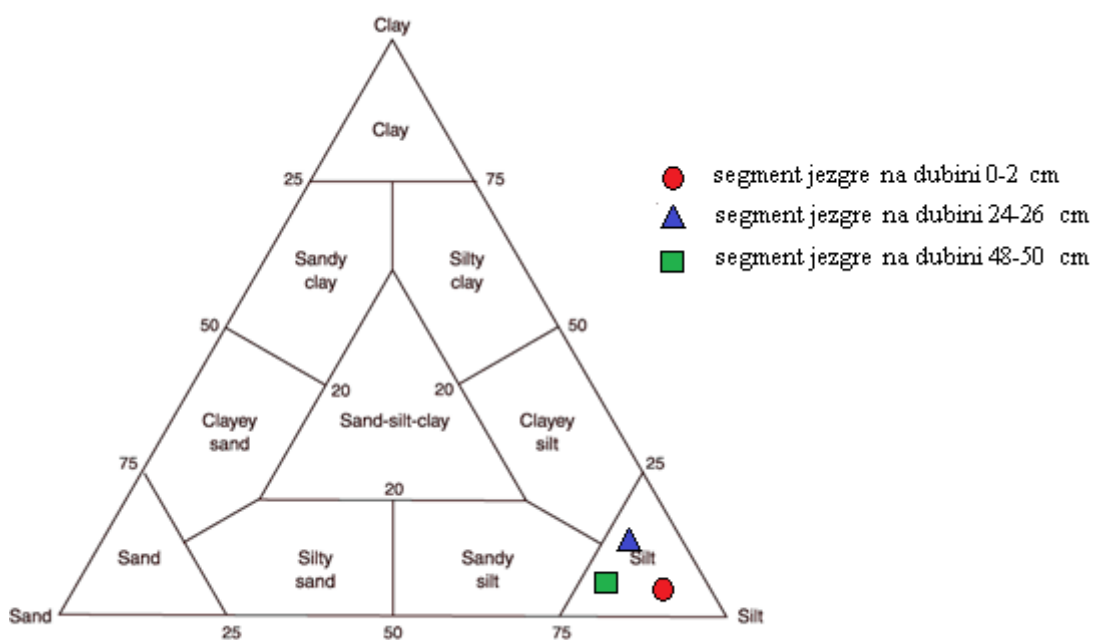 Clay
Clay
25
75
segment jezgre na dubini 0-2 cm
segment jezgre na dubini 24-26 cm
segment jezgre na dubini 48-50 cm
Sandy
clay
Silty
clay
50
50
20
20
Clayey
sand
Sand-silt-clay
Clayey
silt
75
25
20
Sand
Silty
sand
Sandy
silt
Silt
Sand
Silt
25
50
75